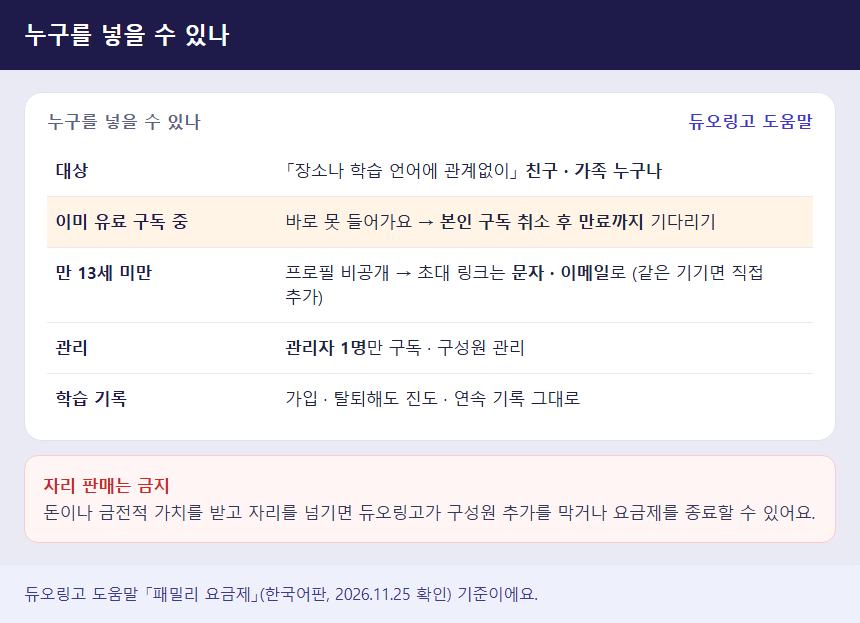 누구를 넣을 수 있나
누구를 넣을 수 있나
듀오링고 도움말
대상
「장소나 학습 언어에 관계없이」 친구 · 가족 누구나
이미 유료 구독 중
바로 못 들어가요 → 본인 구독 취소 후 만료까지 기다리기
만 13세 미만
프로필 비공개 → 초대 링크는 문자 · 이메일로 (같은 기기면 직접
추가)
관리
관리자 1명만 구독 · 구성원 관리
학습 기록
가입 · 탈퇴해도 진도 · 연속 기록 그대로
자리 판매는 금지
돈이나 금전적 가치를 받고 자리를 넘기면 듀오링고가 구성원 추가를 막거나 요금제를 종료할 수 있어요.
듀오링고 도움말 「패밀리 요금제」(한국어판, 2026.11.25 확인) 기준이에요.